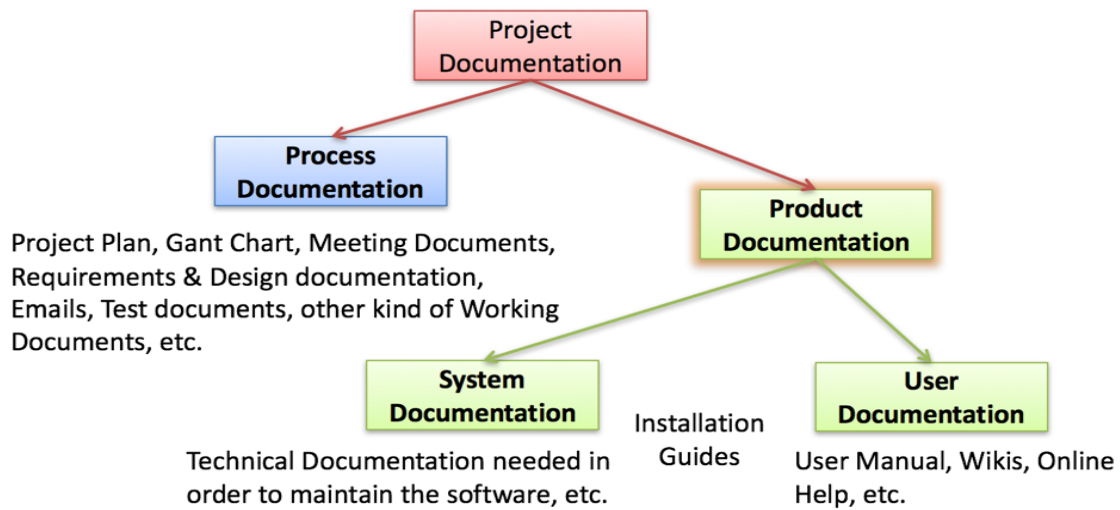 Project
Documentation
Process
Documentation
Product
Documentation
Project Plan, Gant Chart, Meeting Documents,
Requirements & Design documentation,
Emails, Test documents, other kind of Working
Documents, etc.
System
Documentation
User
Documentation
Installation
Guides
Technical Documentation needed in
order to maintain the software, etc.
User Manual, Wikis, Online
Help, etc.